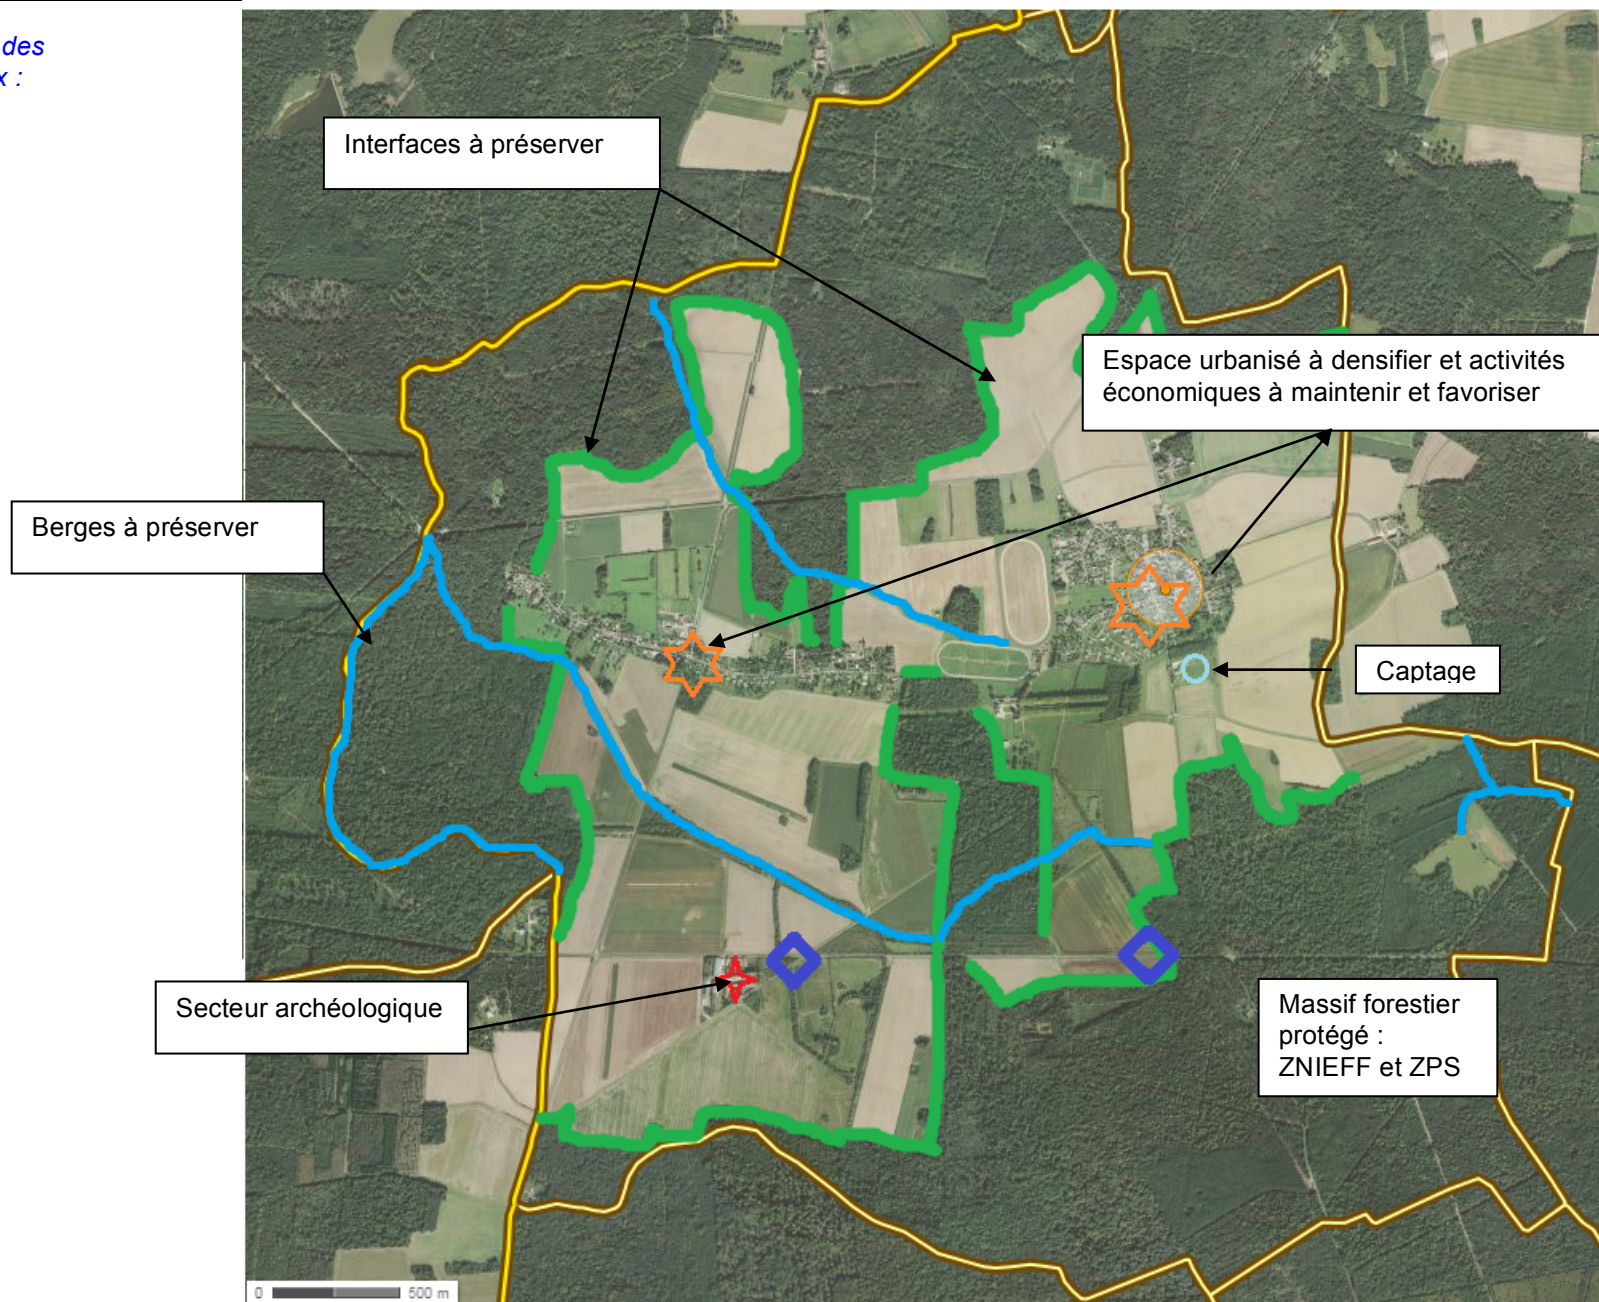 des
x :
Interfaces à préserver
Espace urbanisé à densifier et activités
économiques à maintenir et favoriser
Berges à préserver
Captage
Secteur archéologique
Massif forestier
protégé :
ZNIEFF et ZPS
0 500 m